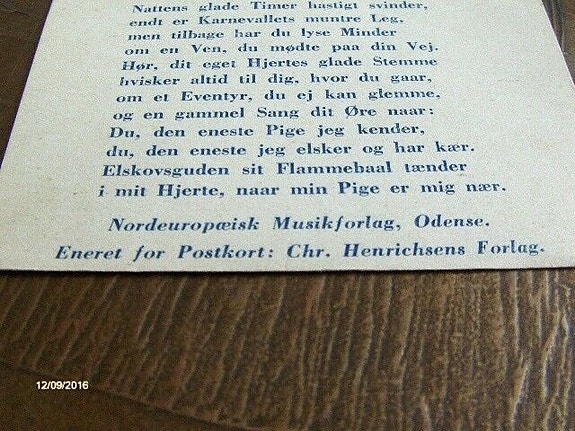 Nattens glade Timer hastigt svinder,
endt er Karnevallets muntre Leg,
men tilbage har du lyse Minder
om en Ven, du mødte paa din Vej.
Hør, dit eget Hjertes glade Stemme
hvisker altid til dig, hvor du gaar,
om et Eventyr, du ej kan glemme,
og en gammel Sang dit Øre naar:
Du, den eneste Pige jeg kender,
du, den eneste jeg elsker og har kær.
Elskovsguden sit Flammebaal tænder
i mit Hjerte, naar min Pige er mig nær.
Nordeuropæisk Musikforlag, Odense.
Eneret for Postkort: Chr. Henrichsens Forlag.
12/09/2016